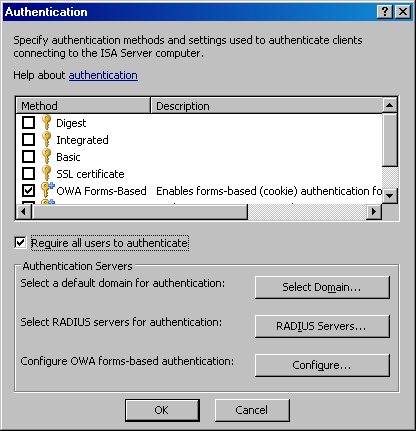 Authentication
Specify authentication methods and settings used to authenticate clients
connecting to the ISA Server computer.
Help about authentication
Method Description
Digest
Integrated
Basic
SSL certificate
OWA Forms-Based Enables forms-based (cookie) authentication fo
Require all users to authenticate
Authentication Servers
Select a default domain for authentication: Select Domain...
Select RADIUS servers for authentication: RADIUS Servers...
Configure OWA forms-based authentication: Configure...
OK Cancel